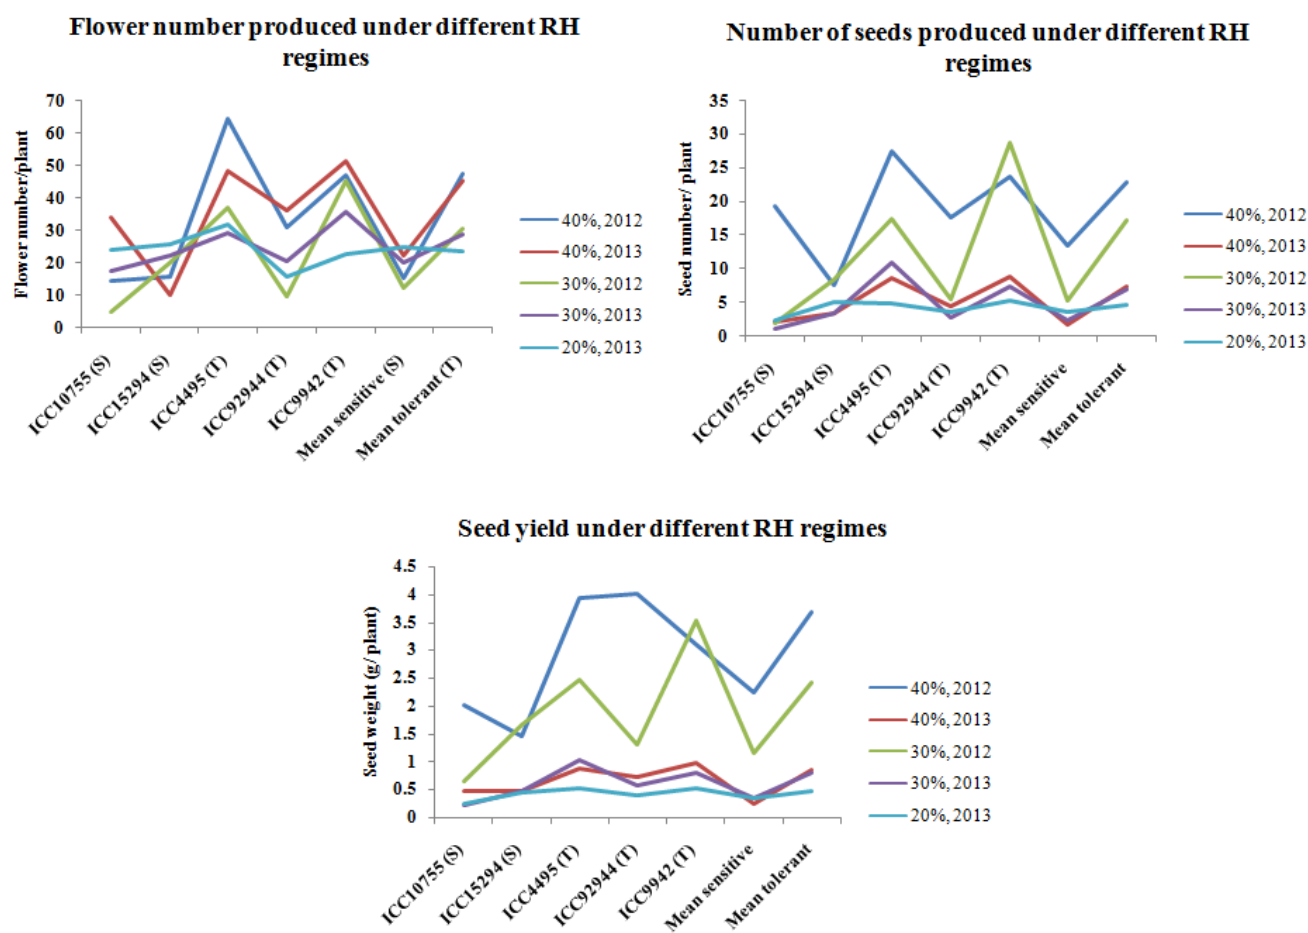 Flower number produced under different RH
regimes
Flower number/plant
70
60
50
40
30
20
10
0
ICC10755 (S)
ICC15294 (S)
ICC4495 (T)
ICC92944 (T)
ICC9942 (T)
Mean sensitive (S)
Mean tolerant (T)
40%, 2012
40%, 2013
30%, 2012
30%, 2013
20%, 2013
Number of seeds produced under different RH
regimes
Seed number/ plant
35
30
25
20
15
10
5
0
ICC10755 (S)
ICC15294 (S)
ICC4495 (T)
ICC92944 (T)
ICC9942 (T)
Mean sensitive
Mean tolerant
40%, 2012
40%, 2013
30%, 2012
30%, 2013
20%, 2013
Seed yield under different RH regimes
Seed weight (g/ plant)
4.5
4
3.5
3
2.5
2
1.5
1
0.5
0
ICC10755 (S)
ICC15294 (S)
ICC4495 (T)
ICC92944 (T)
ICC9942 (T)
Mean sensitive
Mean tolerant
40%, 2012
40%, 2013
30%, 2012
30%, 2013
20%, 2013